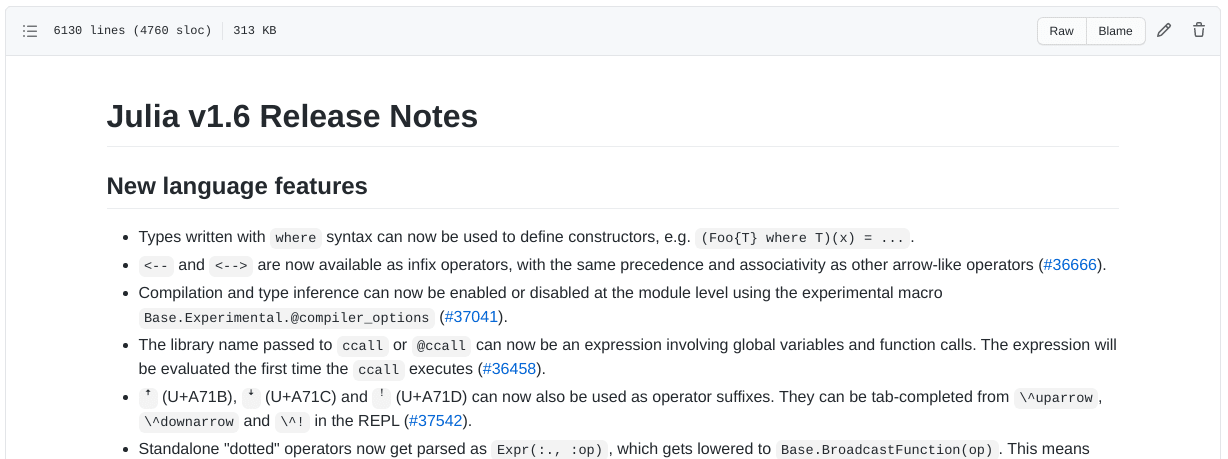 6130 lines (4760 sloc) 313 KB Raw Blame
Julia v1.6 Release Notes
New language features
• Types written with where syntax can now be used to define constructors, e.g. (Foo{T} where T)(x) = ... .
• <-- and <--> are now available as infix operators, with the same precedence and associativity as other arrow-like operators (#36666).
• Compilation and type inference can now be enabled or disabled at the module level using the experimental macro
Base.Experimental.@compiler_options (#37041).
• The library name passed to ccall or @ccall can now be an expression involving global variables and function calls. The expression will
be evaluated the first time the ccall executes (#36458).
• ꜛ (U+A71B), ꜜ (U+A71C) and ꜝ (U+A71D) can now also be used as operator suffixes. They can be tab-completed from \^uparrow ,
\^downarrow and \^! in the REPL (#37542).
• Standalone "dotted" operators now get parsed as Expr(:., :op) , which gets lowered to Base.BroadcastFunction(op) . This means